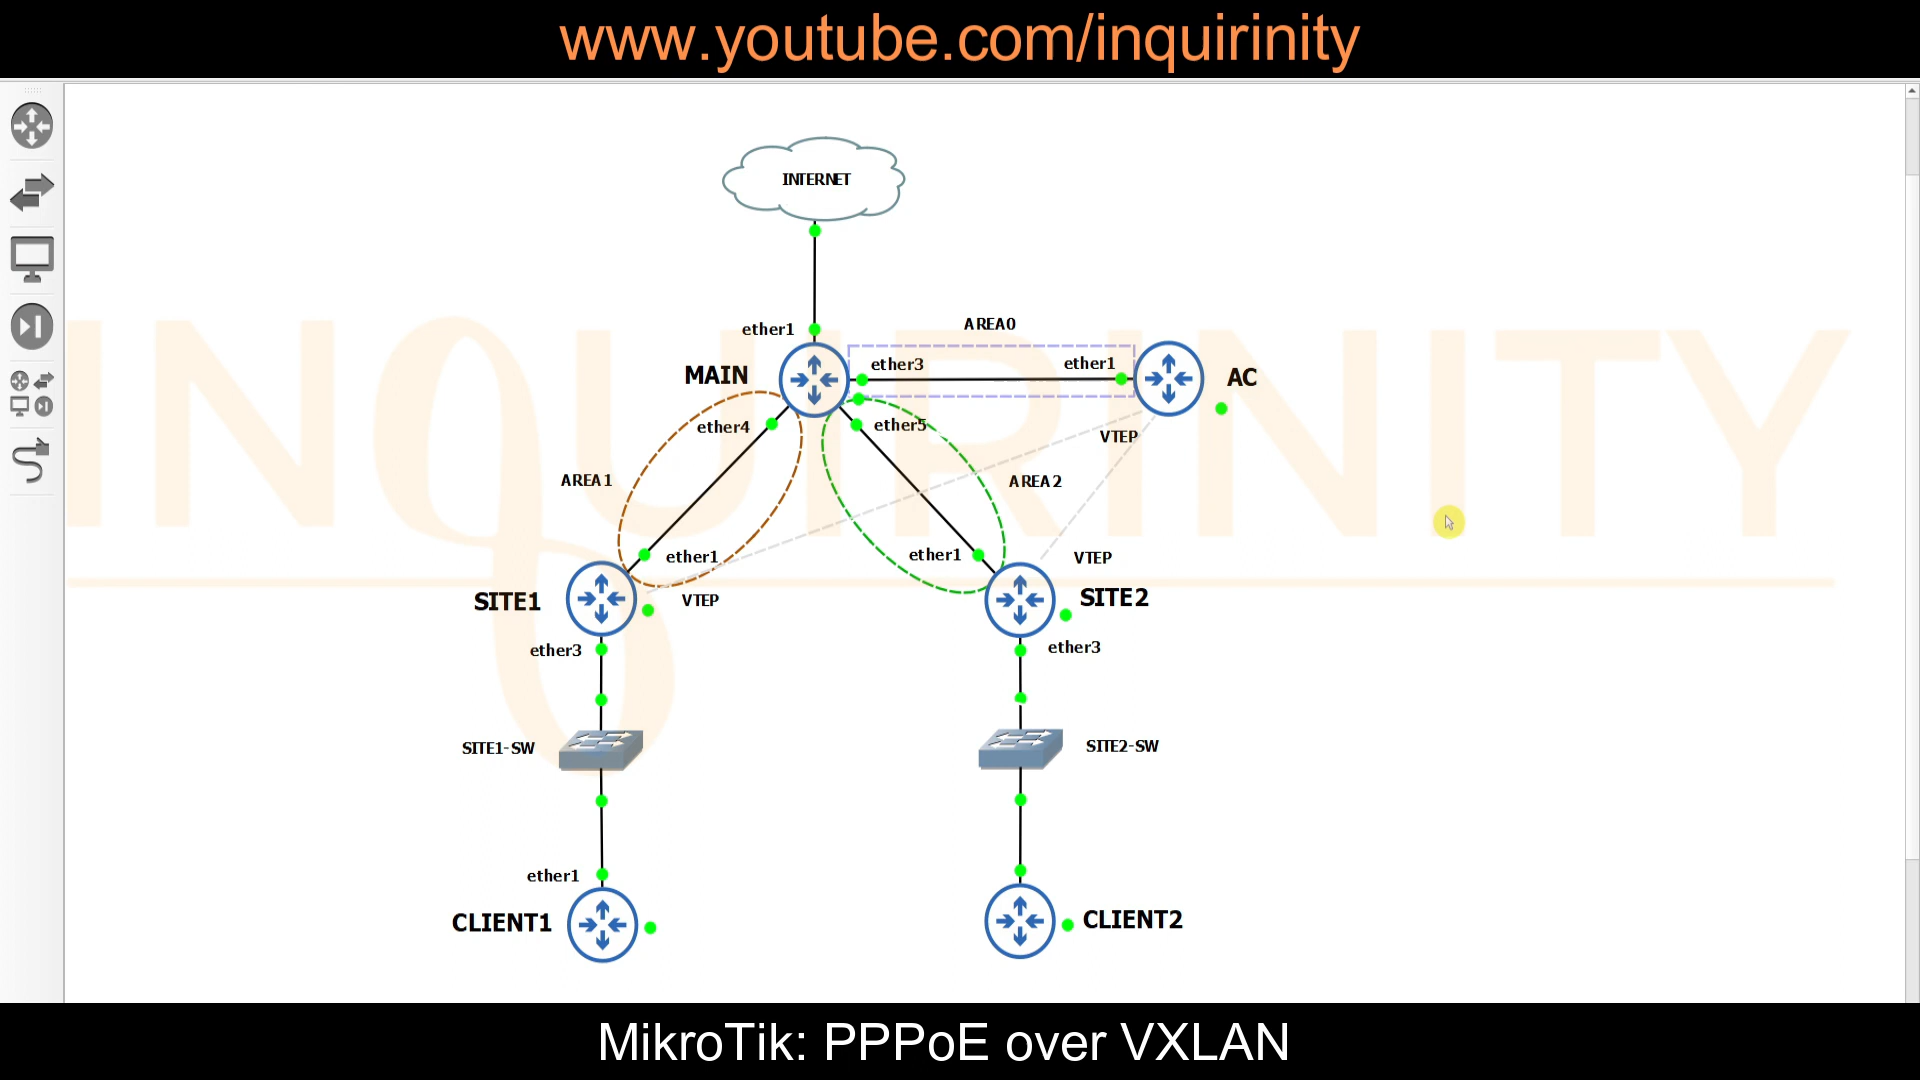 www.youtube.com/inquirinity
INTERNET
ether1
AREA0
MAIN
ether3
ether1
AC
ether4
ether5
VTEP
AREA1
AREA2
ether1
ether1
VTEP
SITE1
VTEP
SITE2
ether3
ether3
SITE1-SW
SITE2-SW
ether1
CLIENT1
CLIENT2
INQUIRINITY
MikroTik: PPPoE over VXLAN